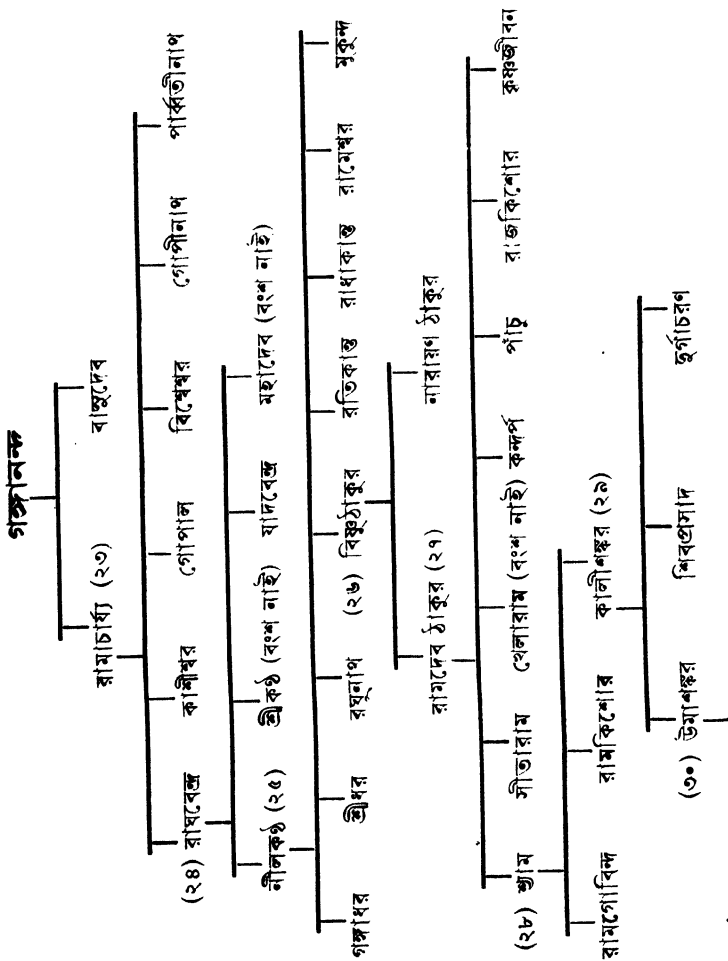 গঙ্গানন্দ
রামাচার্য্য (২৩) বাসুদেব
(২৪) রাঘবেন্দ্র কাশীশ্বর গোপাল বিশ্বেশ্বর গোপীনাথ পার্ব্বতীনাথ
নীলকণ্ঠ (২৫) শ্রীকণ্ঠ (বংশ নাই) যাদবেন্দ্র মহাদেব (বংশ নাই)
গঙ্গাধর শ্রীধর রঘুনাথ (২৬) বিষ্ণুঠাকুর রতিকান্ত রাধাকান্ত রামেশ্বর মুকুন্দ
রামদেব ঠাকুর (২৭) নারায়ণ ঠাকুর
(২৮) শ্যাম সীতারাম খেলারাম (বংশ নাই) কন্দর্প পাঁচু রাজকিশোর কৃষ্ণজীবন
রামগোবিন্দ রামকিশোর কালীশঙ্কর (২৯)
(৩০) উমাশঙ্কর শিবপ্রসাদ দুর্গাচরণ